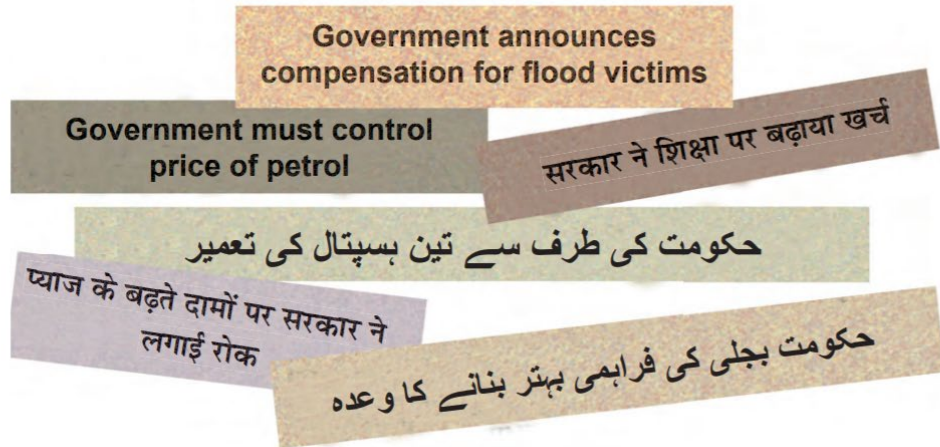 Government announces
compensation for flood victims
Government must control
price of petrol
सरकार ने शिक्षा पर बढ़ाया खर्च
حکومت کی طرف سے تین ہسپتال کی تعمیر
प्याज के बढ़ते दामों पर सरकार ने
लगाई रोक
حکومت بجلی کی فراہمی بہتر بنانے کا وعدہ